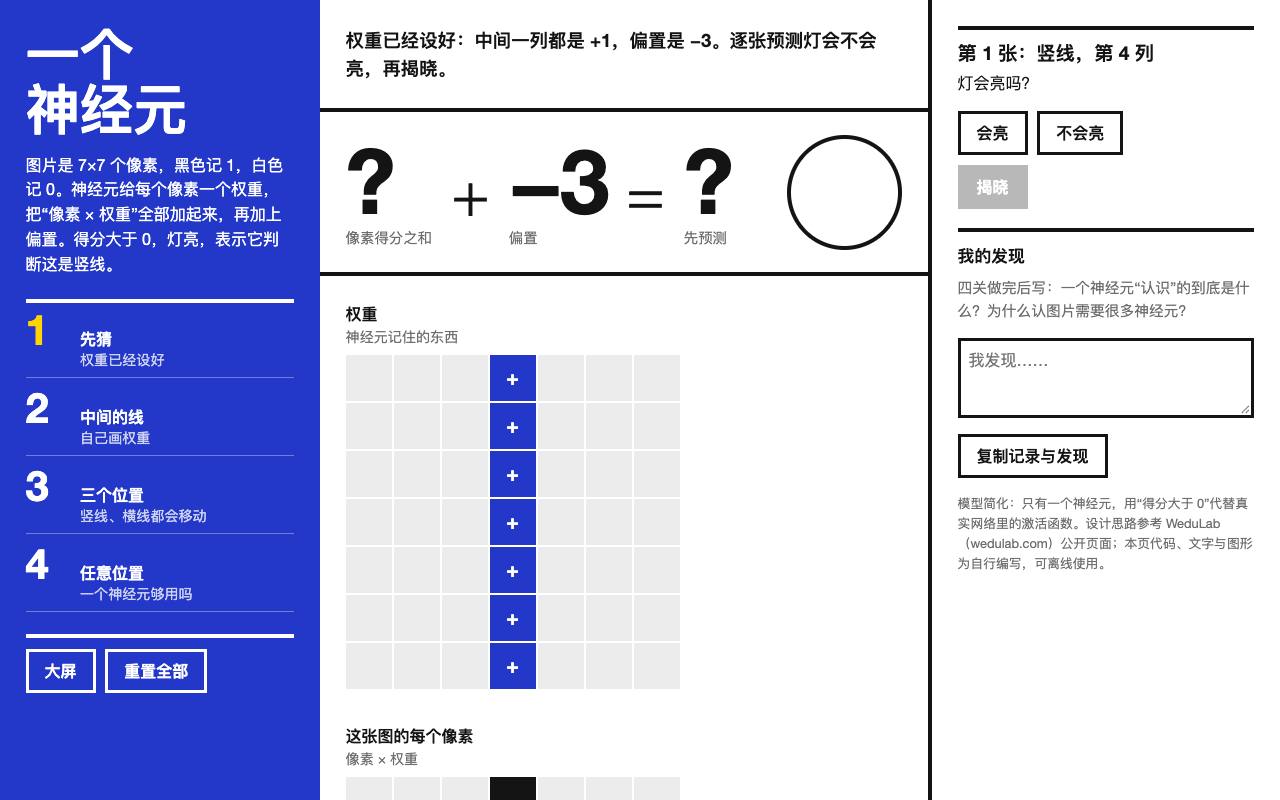 一个
神经元
图片是 7×7 个像素，黑色记 1，白色
记 0。神经元给每个像素一个权重，
把“像素 × 权重”全部加起来，再加上
偏置。得分大于 0，灯亮，表示它判
断这是竖线。
1
先猜
权重已经设好
2
中间的线
自己画权重
3
三个位置
竖线、横线都会移动
4
任意位置
一个神经元够用吗
大屏
重置全部
权重已经设好：中间一列都是 +1，偏置是 −3。逐张预测灯会不会
亮，再揭晓。
? + −3 = ?
像素得分之和
偏置
先预测
权重
神经元记住的东西
+
+
+
+
+
+
+
这张图的每个像素
像素 × 权重
第 1 张：竖线，第 4 列
灯会亮吗？
会亮
不会亮
揭晓
我的发现
四关做完后写：一个神经元“认识”的到底是什
么？为什么认图片需要很多神经元？
我发现……
复制记录与发现
模型简化：只有一个神经元，用“得分大于 0”代替真
实网络里的激活函数。设计思路参考 WeduLab
（wedulab.com）公开页面；本页代码、文字与图形
为自行编写，可离线使用。